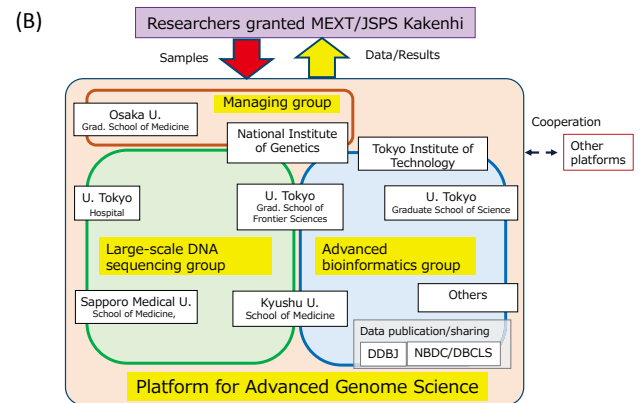 (B)
Researchers granted MEXT/JSPS Kakenhi
Samples
Data/Results
Managing group
Osaka U.
Grad. School of Medicine
National Institute
of Genetics
Tokyo Institute of
Technology
Cooperation
Other
platforms
U. Tokyo
Hospital
U. Tokyo
Grad. School of
Frontier Sciences
U. Tokyo
Graduate School of Science
Large-scale DNA
sequencing group
Advanced
bioinformatics group
Sapporo Medical U.
School of Medicine,
Kyushu U.
School of Medicine
Others
Data publication/sharing
DDBJ
NBDC/DBCLS
Platform for Advanced Genome Science